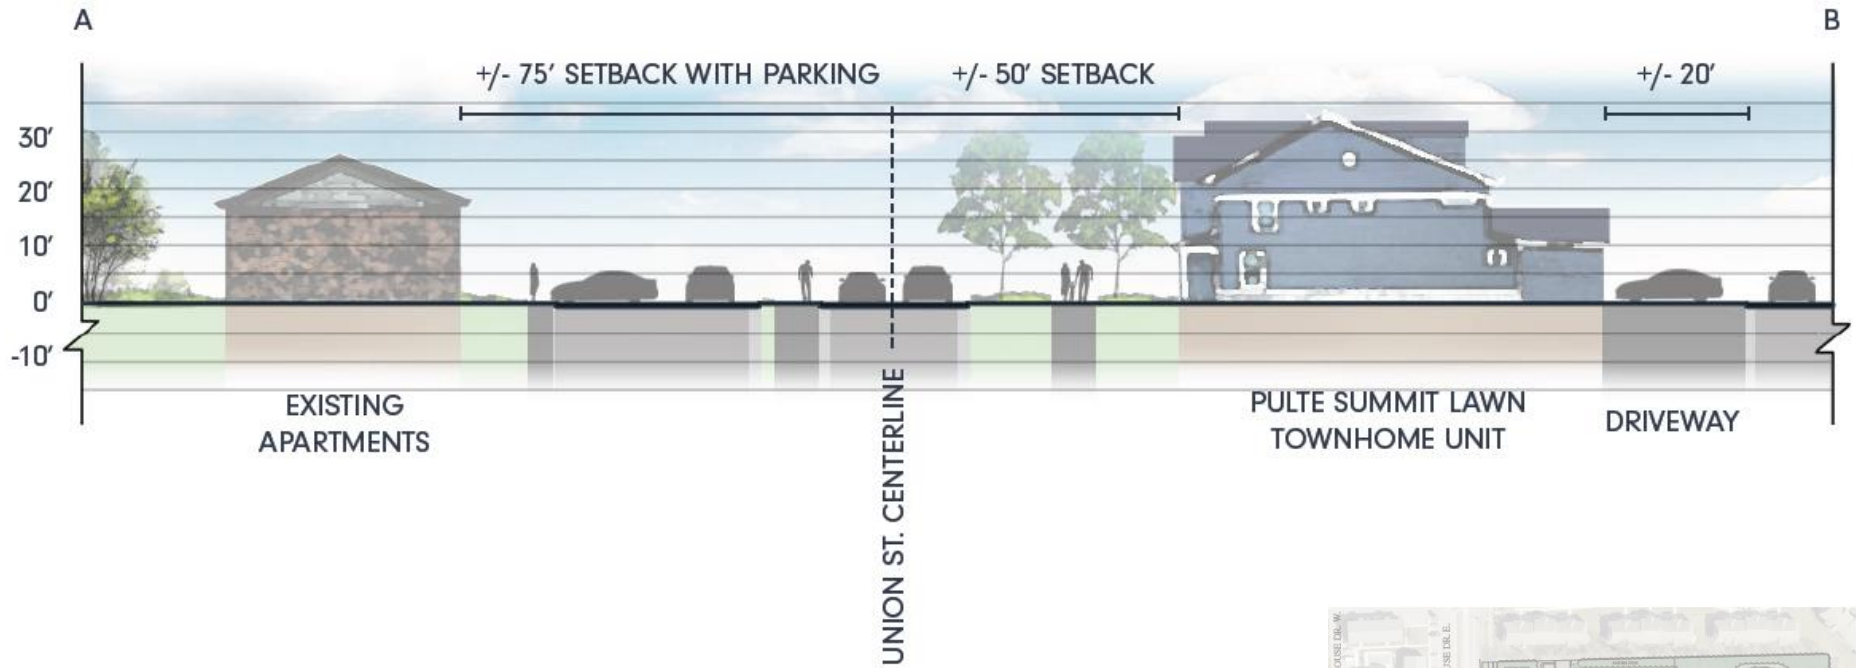 A
B
+/- 75’ SETBACK WITH PARKING
+/- 50’ SETBACK
+/- 20’
30’
20’
10’
0’
-10’
EXISTING
APARTMENTS
UNION ST. CENTERLINE
PULTE SUMMIT LAWN
TOWNHOME UNIT
DRIVEWAY